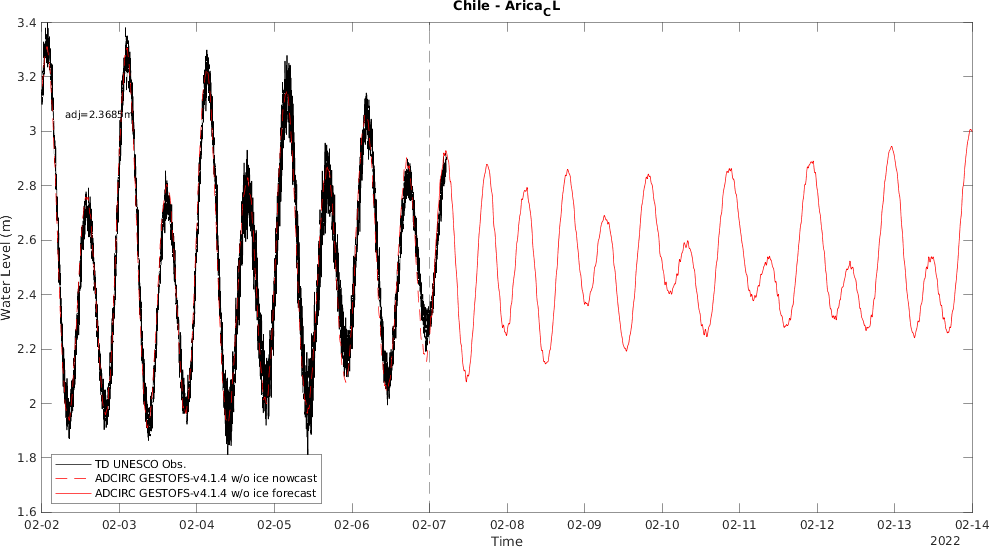 Chile - Arica_CL
3.4
3.2
3
2.8
2.6
2.4
2.2
2
1.8
1.6
Water Level (m)
adj=2.3685m
TD UNESCO Obs.
ADCIRC GESTOFS-v4.1.4 w/o ice nowcast
ADCIRC GESTOFS-v4.1.4 w/o ice forecast
02-02 02-03 02-04 02-05 02-06 02-07 02-08 02-09 02-10 02-11 02-12 02-13 02-14
Time
2022